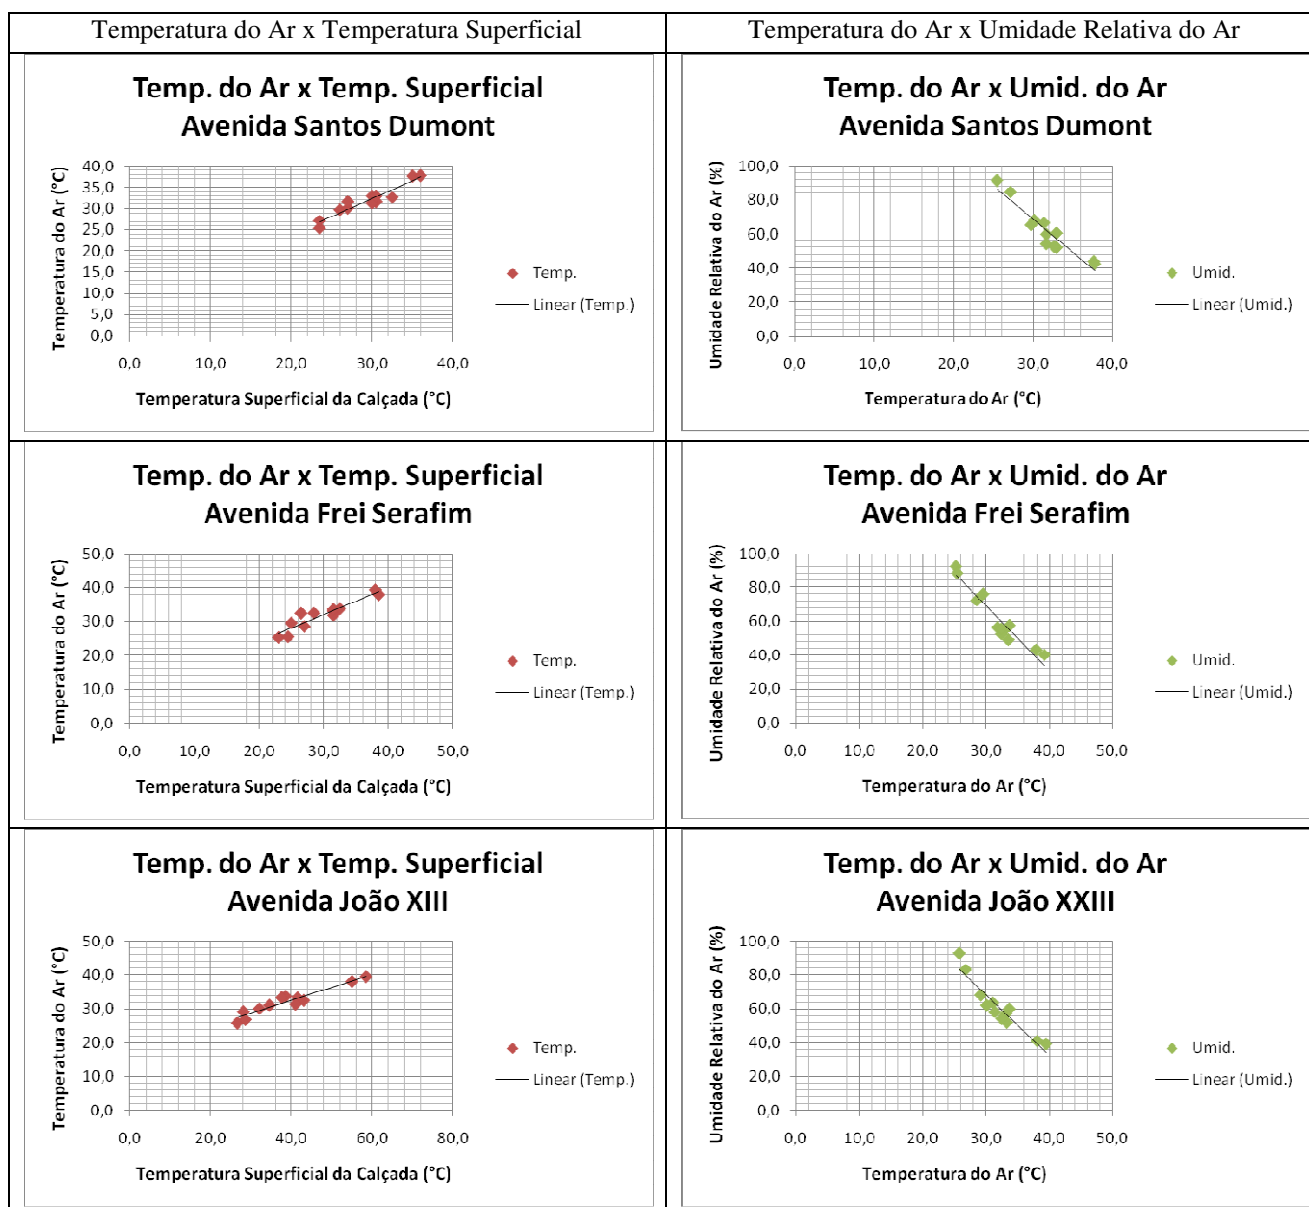 Temperatura do Ar x Temperatura Superficial
Temperatura do Ar x Umidade Relativa do Ar
Temp. do Ar x Temp. Superficial
Avenida Santos Dumont
Temperatura do Ar (°C)
40,0
35,0
30,0
25,0
20,0
15,0
10,0
5,0
0,0
0,0 20,0 30,0 40,0
Temperatura Superficial da Calçada (°C)
Temp.
Linear (Temp.)
Temp. do Ar x Umid. do Ar
Avenida Santos Dumont
Umidade Relativa do Ar (%)
100,0
80,0
60,0
40,0
20,0
0,0
0,0 10,0 20,0 30,0 40,0
Temperatura do Ar (°C)
Umid.
Linear (Umid.)
Temp. do Ar x Temp. Superficial
Avenida Frei Serafim
Temperatura do Ar (°C)
50,0
40,0
30,0
20,0
10,0
0,0
0,0 20,0 30,0 40,0 50,0
Temperatura Superficial da Calçada (°C)
Temp.
Linear (Temp.)
Temp. do Ar x Umid. do Ar
Avenida Frei Serafim
Umidade Relativa do Ar (%)
100,0
80,0
60,0
40,0
20,0
0,0
0,0 10,0 20,0 30,0 40,0 50,0
Temperatura do Ar (°C)
Umid.
Linear (Umid.)
Temp. do Ar x Temp. Superficial
Avenida João XIII
Temperatura do Ar (°C)
50,0
40,0
30,0
20,0
10,0
0,0
0,0 20,0 40,0 60,0 80,0
Temperatura Superficial da Calçada (°C)
Temp.
Linear (Temp.)
Temp. do Ar x Umid. do Ar
Avenida João XXIII
Umidade Relativa do Ar (%)
100,0
80,0
60,0
40,0
20,0
0,0
0,0 10,0 20,0 30,0 40,0 50,0
Temperatura do Ar (°C)
Umid.
Linear (Umid.)